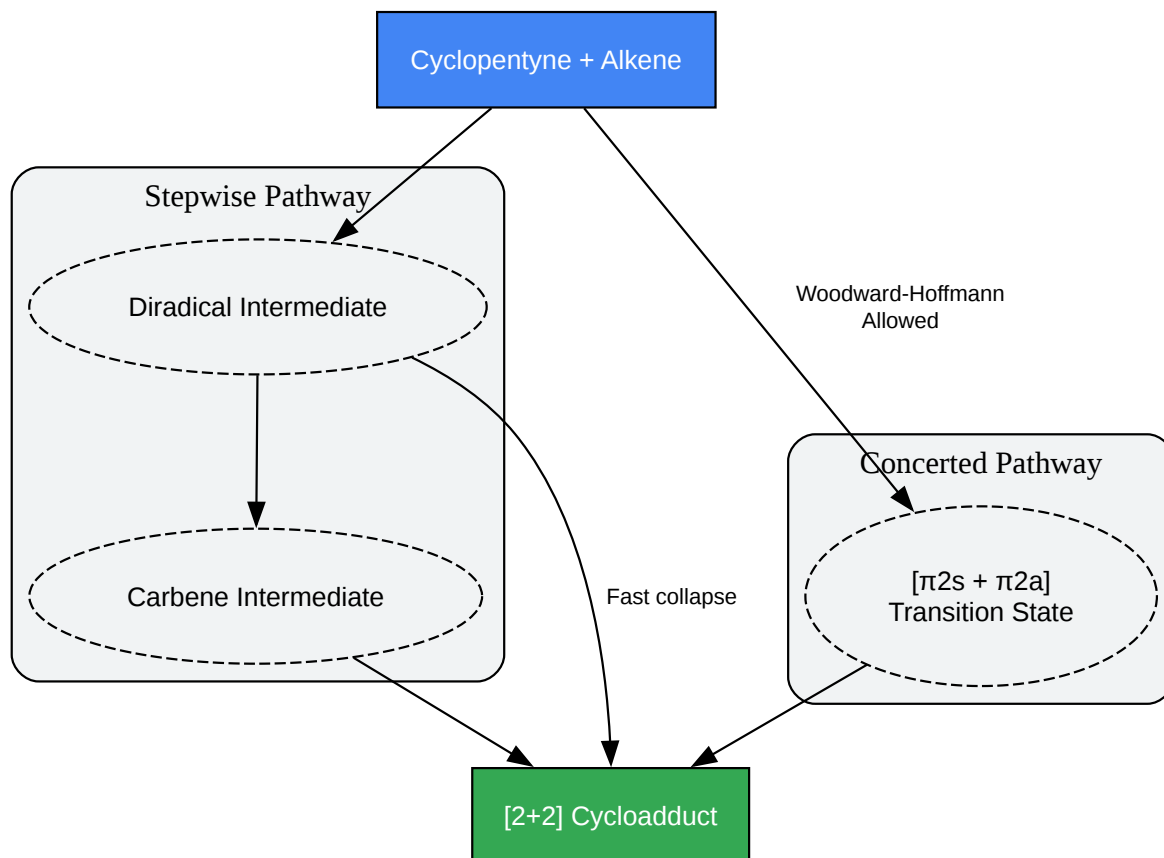 Cyclopentyne + Alkene
Stepwise Pathway
Diradical Intermediate
Woodward-Hoffmann
Allowed
Concerted Pathway
[π2s + π2a]
Transition State
Carbene Intermediate
Fast collapse
[2+2] Cycloadduct